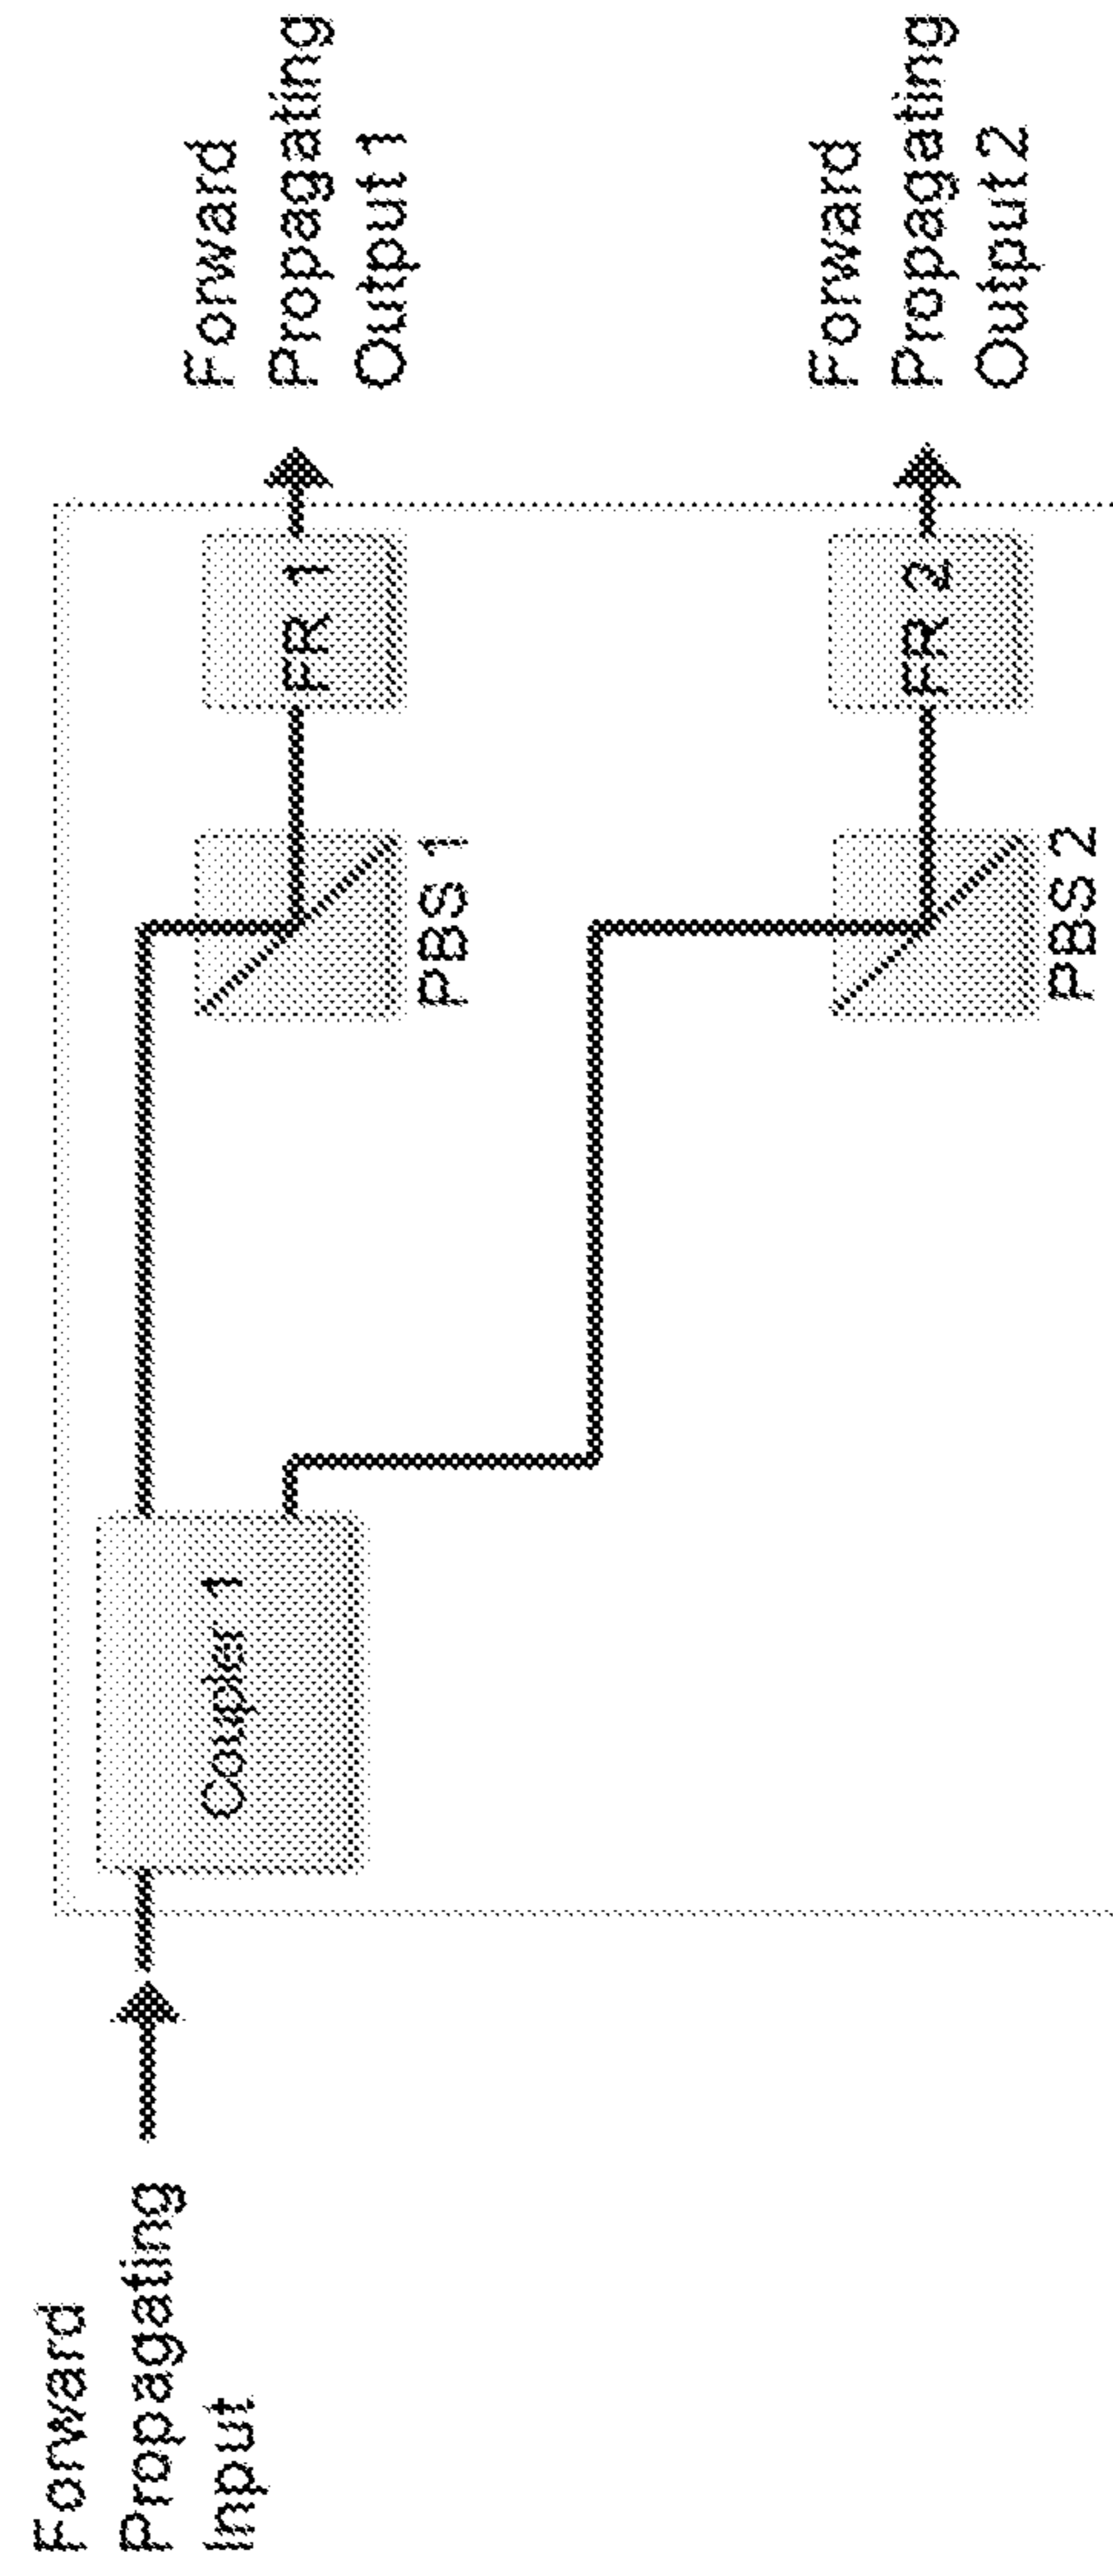 Forward
Propagating
Input
Coupler 1
PBS 1
FR 1
Forward
Propagating
Output 1
PBS 2
FR 2
Forward
Propagating
Output 2